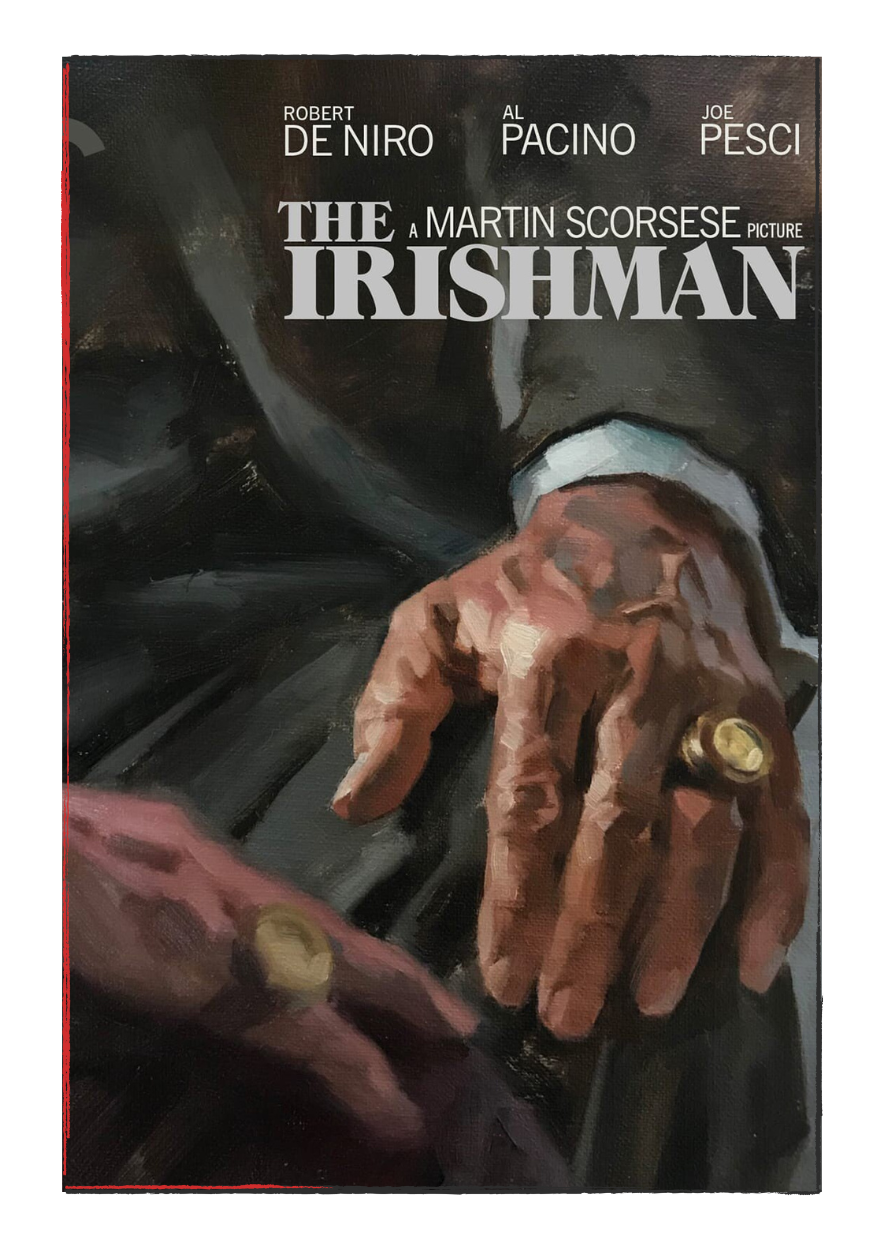 ROBERT AL JOE
DE NIRO PACINO PESCI
THE A MARTIN SCORSESE PICTURE
IRISHMAN